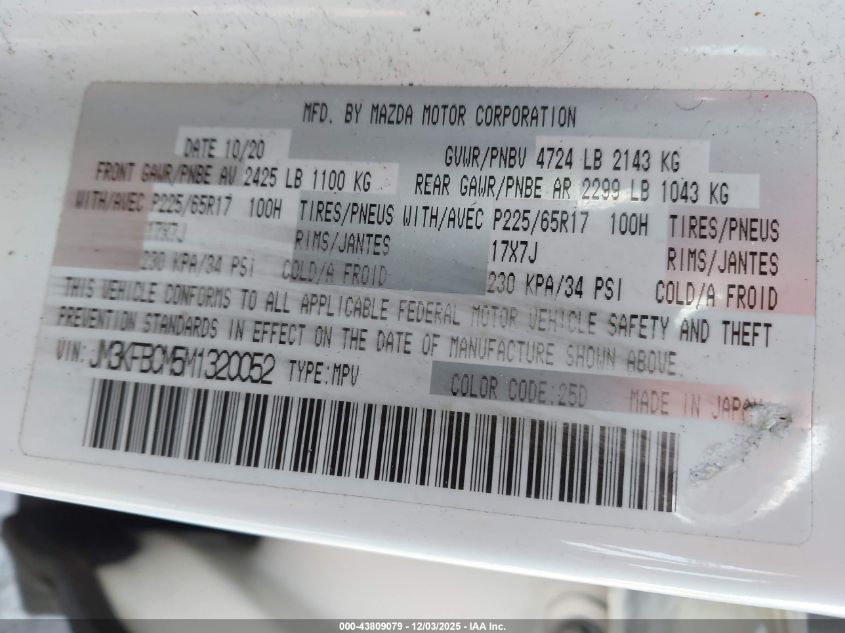 MFD. BY MAZDA MOTOR CORPORATION
DATE 10/20 GVWR/PNBV 4724 LB 2143 KG
FRONT GAWR/PNBE AV 2425 LB 1100 KG REAR GAWR/PNBE AR 2299 LB 1043 KG
WITH/AVEC P225/65R17 100H TIRES/PNEUS WITH/AVEC P225/65R17 100H TIRES/PNEUS
17X7J RIMS/JANTES 17X7J RIMS/JANTES
230 KPA/34 PSI COLD/A FROID 230 KPA/34 PSI COLD/A FROID
THIS VEHICLE CONFORMS TO ALL APPLICABLE FEDERAL MOTOR VEHICLE SAFETY AND THEFT
PREVENTION STANDARDS IN EFFECT ON THE DATE OF MANUFACTURE SHOWN ABOVE.
VIN: JM3KFBCM5M1320052 TYPE:MPV COLOR CODE:25D MADE IN JAPAN
000-43809079 - 12/03/2025 - IAA Inc.